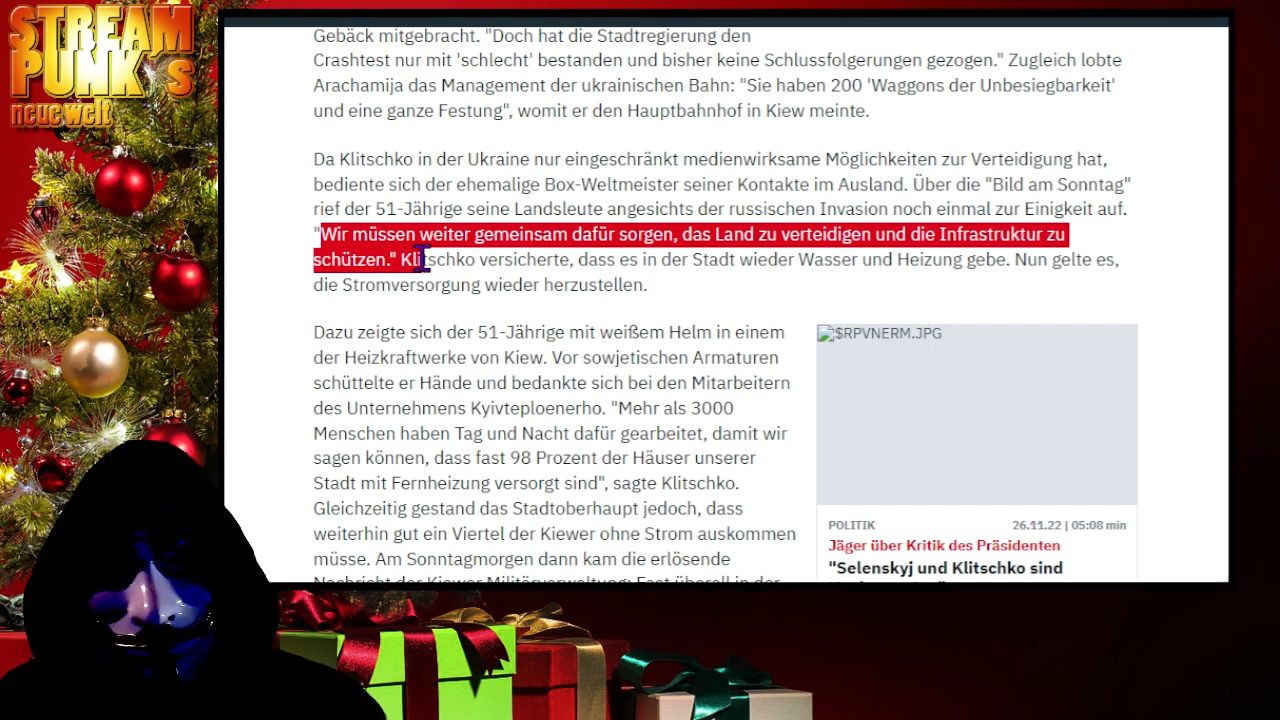 STREAM
PUNK's
neue welt
Gebäck mitgebracht. "Doch hat die Stadtregierung den
Crashtest nur mit 'schlecht' bestanden und bisher keine Schlussfolgerungen gezogen." Zugleich lobte
Arachamija das Management der ukrainischen Bahn: "Sie haben 200 'Waggons der Unbesiegbarkeit'
und eine ganze Festung", womit er den Hauptbahnhof in Kiew meinte.
Da Klitschko in der Ukraine nur eingeschränkt medienwirksame Möglichkeiten zur Verteidigung hat,
bediente sich der ehemalige Box-Weltmeister seiner Kontakte im Ausland. Über die "Bild am Sonntag"
rief der 51-Jährige seine Landsleute angesichts der russischen Invasion noch einmal zur Einigkeit auf.
"Wir müssen weiter gemeinsam dafür sorgen, das Land zu verteidigen und die Infrastruktur zu
schützen." Klitschko versicherte, dass es in der Stadt wieder Wasser und Heizung gebe. Nun gelte es,
die Stromversorgung wieder herzustellen.
Dazu zeigte sich der 51-Jährige mit weißem Helm in einem
der Heizkraftwerke von Kiew. Vor sowjetischen Armaturen
schüttelte er Hände und bedankte sich bei den Mitarbeitern
des Unternehmens Kyivteploenerho. "Mehr als 3000
Menschen haben Tag und Nacht dafür gearbeitet, damit wir
sagen können, dass fast 98 Prozent der Häuser unserer
Stadt mit Fernheizung versorgt sind", sagte Klitschko.
Gleichzeitig gestand das Stadtoberhaupt jedoch, dass
weiterhin gut ein Viertel der Kiewer ohne Strom auskommen
müsse. Am Sonntagmorgen dann kam die erlösende
Nachricht der Kiewer Militärverwaltung: Fast überall in der
$RPVNERM.JPG
POLITIK 26.11.22 | 05:08 min
Jäger über Kritik des Präsidenten
"Selenskyj und Klitschko sind